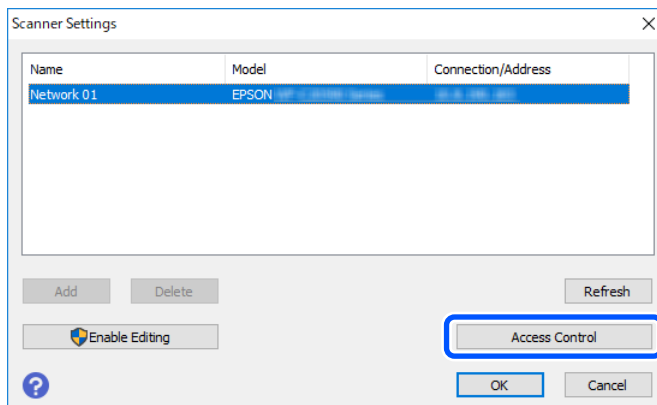 Scanner Settings
Name Model Connection/Address
Network 01 EPSON
Add Delete Refresh
Enable Editing Access Control
? OK Cancel